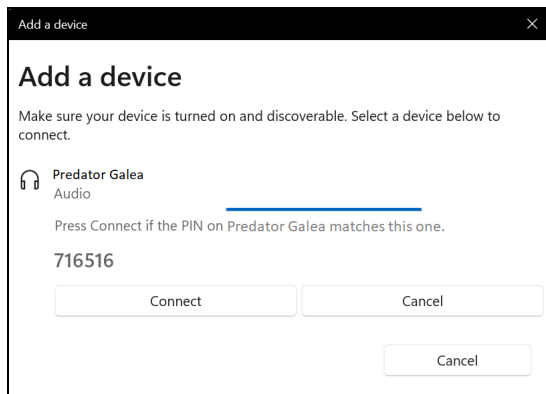 Add a device
Add a device
Make sure your device is turned on and discoverable. Select a device below to
connect.
Predator Galea
Audio
Press Connect if the PIN on Predator Galea matches this one.
716516
Connect Cancel
Cancel